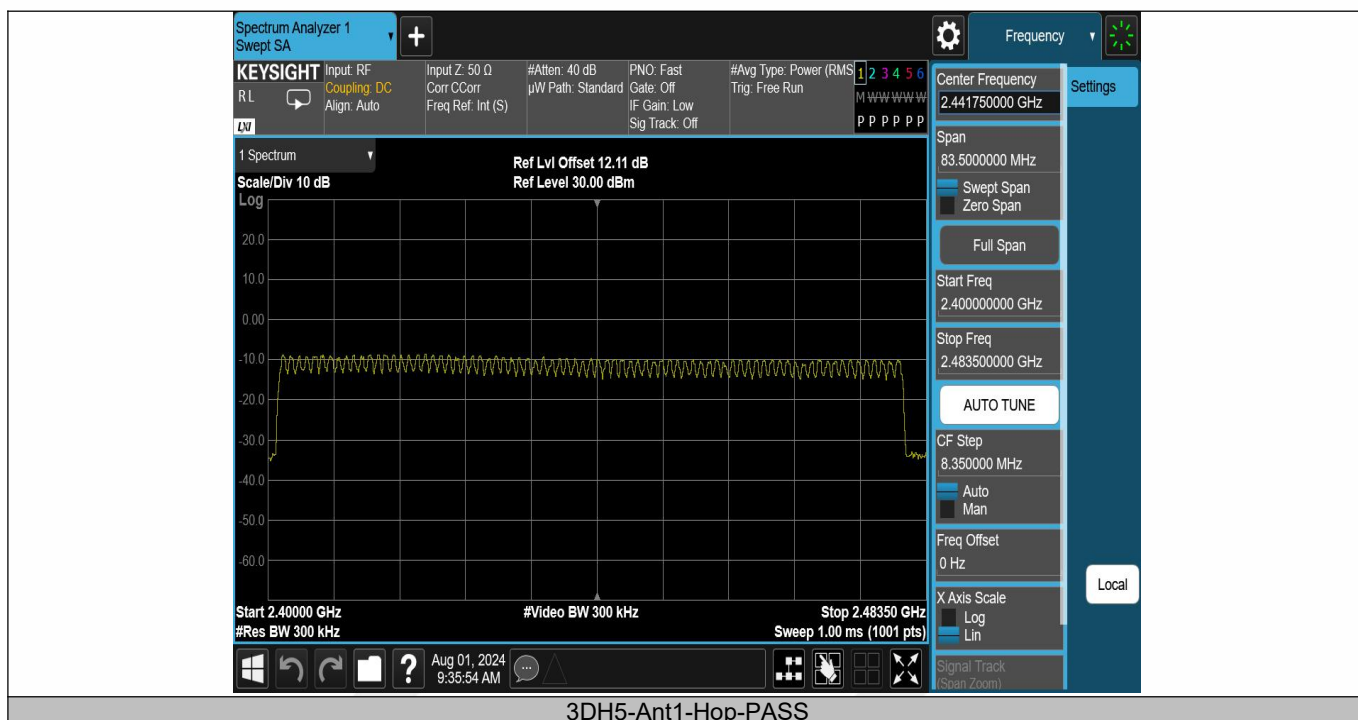 Spectrum Analyzer 1
Swept SA
+
Frequency
KEYSIGHT
R L
LXI
Input: RF
Coupling: DC
Align: Auto
Input Z: 50 Ω
Corr CCorr
Freq Ref: Int (S)
#Atten: 40 dB
µW Path: Standard
PNO: Fast
Gate: Off
IF Gain: Low
Sig Track: Off
#Avg Type: Power (RMS
Trig: Free Run
1 2 3 4 5 6
M W W W W W
P P P P P P
1 Spectrum
Scale/Div 10 dB
Log
Ref Lvl Offset 12.11 dB
Ref Level 30.00 dBm
20.0
10.0
0.00
-10.0
-20.0
-30.0
-40.0
-50.0
-60.0
Start 2.40000 GHz
#Res BW 300 kHz
#Video BW 300 kHz
Stop 2.48350 GHz
Sweep 1.00 ms (1001 pts)
Center Frequency
2.441750000 GHz
Settings
Span
83.5000000 MHz
Swept Span
Zero Span
Full Span
Start Freq
2.400000000 GHz
Stop Freq
2.483500000 GHz
AUTO TUNE
CF Step
8.350000 MHz
Auto
Man
Freq Offset
0 Hz
X Axis Scale
Log
Lin
Local
Signal Track
(Span Zoom)
?
Aug 01, 2024
9:35:54 AM
3DH5-Ant1-Hop-PASS